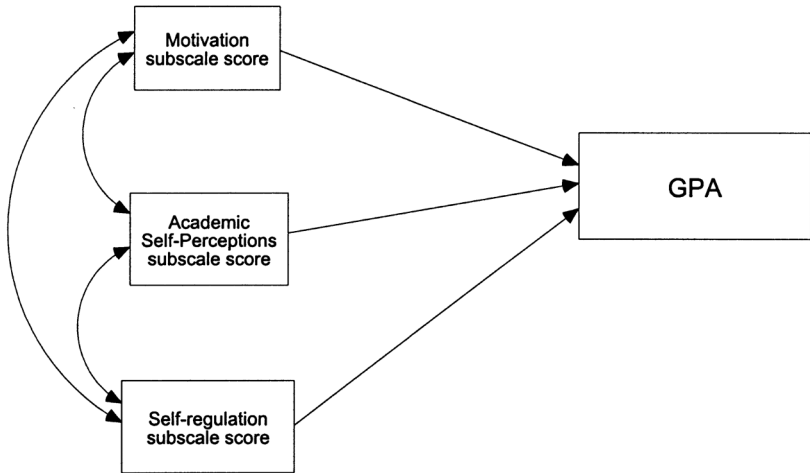 Motivation
subscale score
GPA
Academic
Self-Perceptions
subscale score
Self-regulation
subscale score